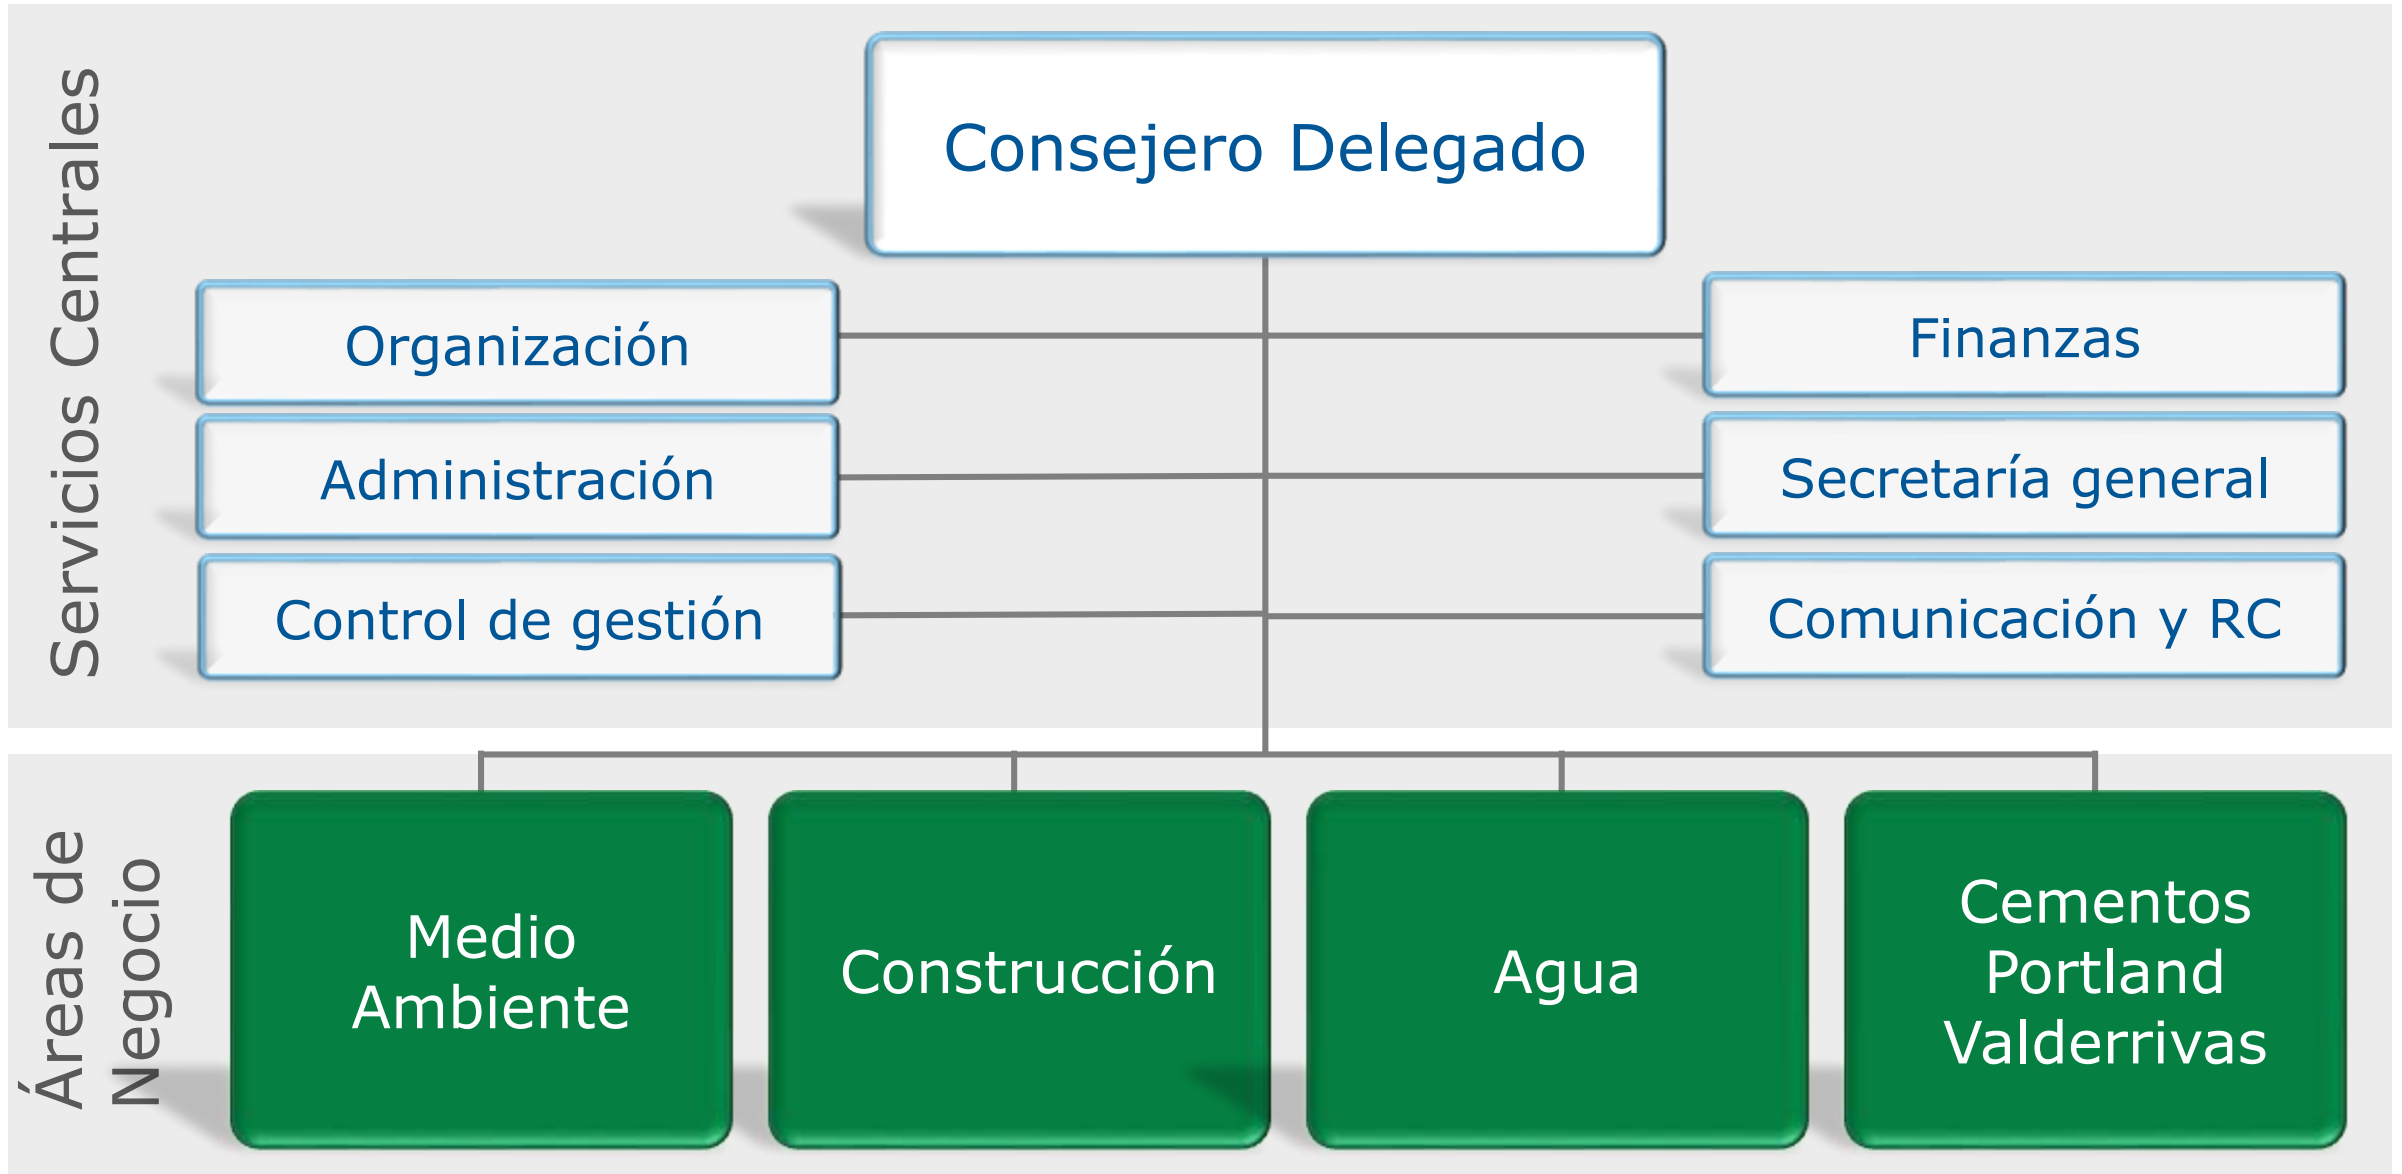 Servicios Centrales
Consejero Delegado
Organización
Finanzas
Administración
Secretaría general
Control de gestión
Comunicación y RC
Áreas de
Negocio
Medio
Ambiente
Construcción
Agua
Cementos
Portland
Valderrivas